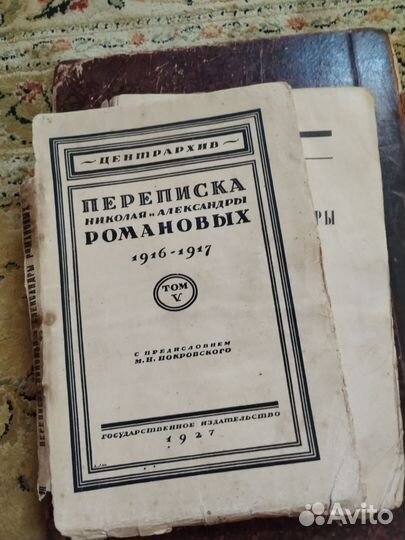 ~ЦЕНТРАРХИВ~
ПЕРЕПИСКА
НИКОЛАЯ и АЛЕКСАНДРЫ
РОМАНОВЫХ
1916-1917
ТОМ
V
С ПРЕДИСЛОВИЕМ
М.Н. ПОКРОВСКОГО
ГОСУДАРСТВЕННОЕ ИЗДАТЕЛЬСТВО
1927
РЫ
Avito